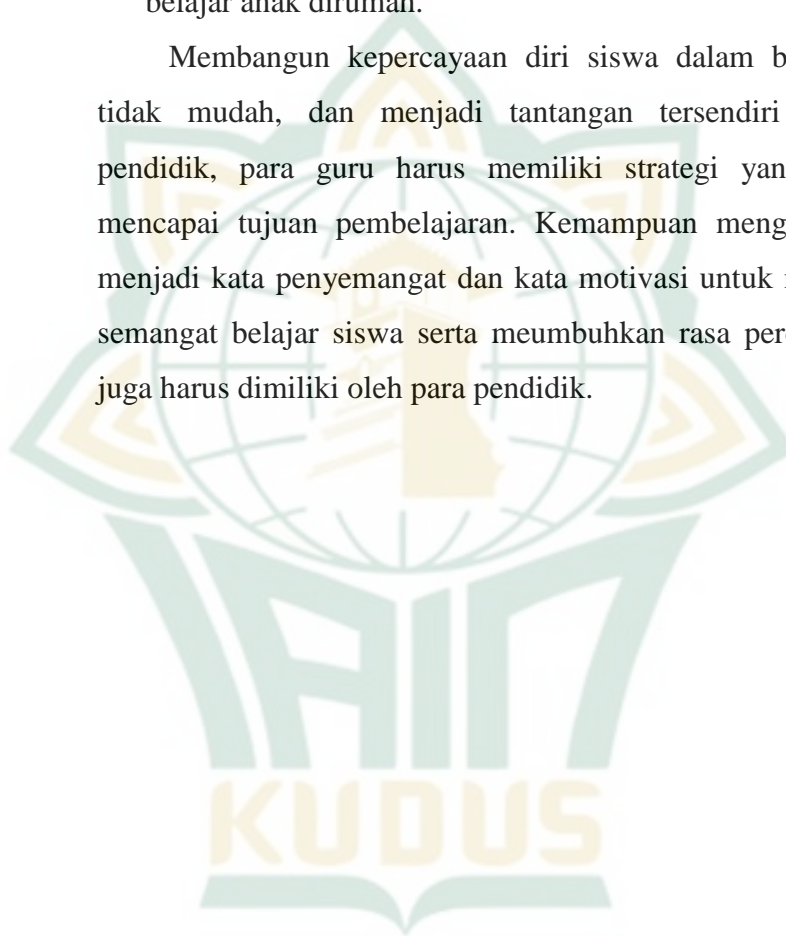 belajar anak dirumah.
Membangun kepercayaan diri siswa dalam
tidak mudah, dan menjadi tantangan tersendiri
pendidik, para guru harus memiliki strategi
mencapai tujuan pembelajaran. Kemampuan
menjadi kata penyemangat dan kata motivasi untuk
semangat belajar siswa serta meumbuhkan rasa
juga harus dimiliki oleh para pendidik.
IAIN
KUDUS